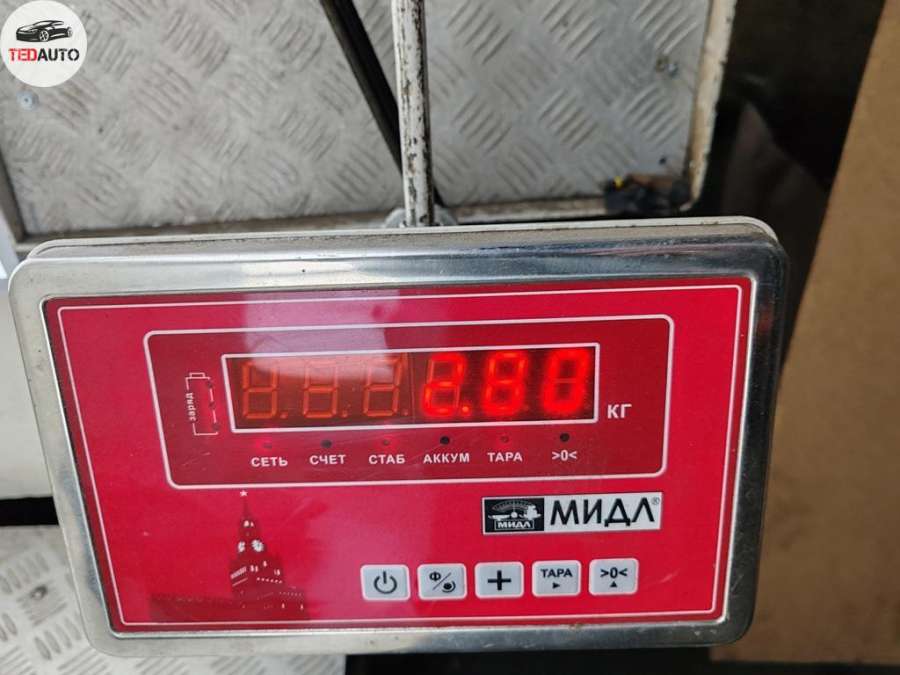 TEDAUTO
заряд
2.80
КГ
СЕТЬ СЧЕТ СТАБ АККУМ ТАРА >0<
МИДЛ МИДЛ®
Ф/ + ТАРА >0<